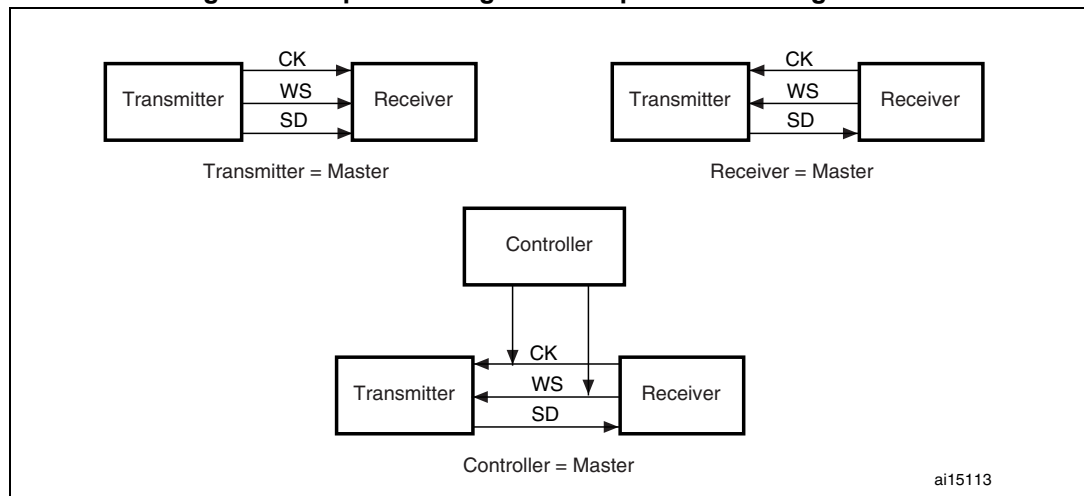 CK
WS
SD
Transmitter
Receiver
Transmitter = Master
CK
WS
SD
Transmitter
Receiver
Receiver = Master
Controller
CK
WS
SD
Transmitter
Receiver
Controller = Master
ai15113